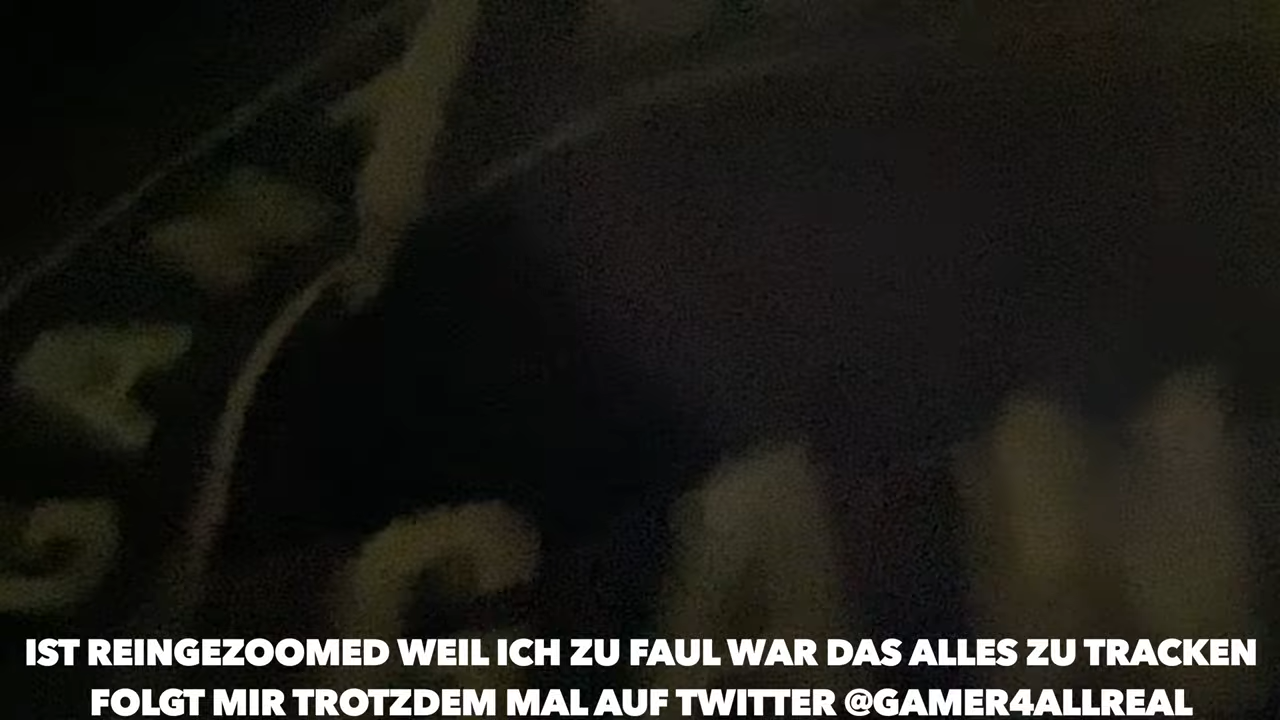 IST REINGEZOOMED WEIL ICH ZU FAUL WAR DAS ALLES ZU TRACKEN
FOLGT MIR TROTZDEM MAL AUF TWITTER @GAMER4ALLREAL